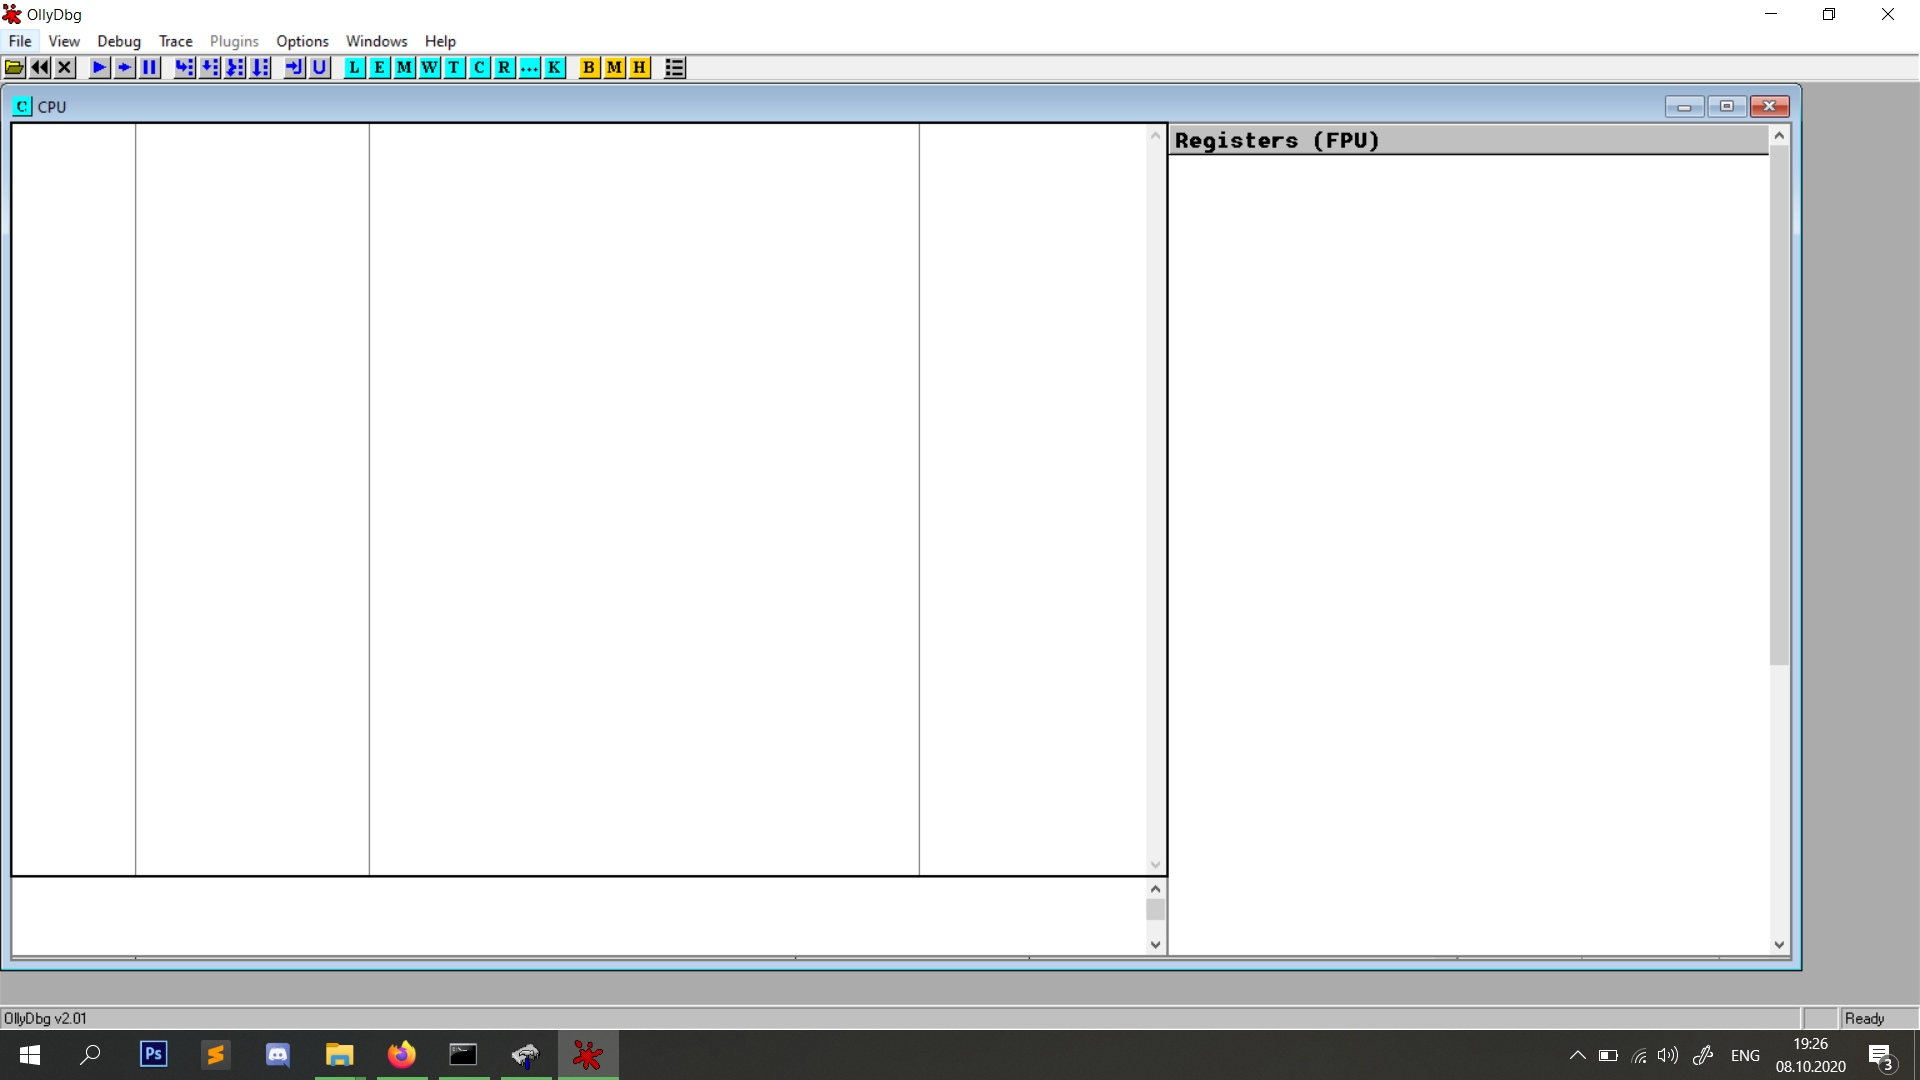 OllyDbg
File View Debug Trace Plugins Options Windows Help
L E M W T C R ... K B M H
C CPU
Registers (FPU)
OllyDbg v2.01
Ready
Ps
ENG
19:26
08.10.2020
3